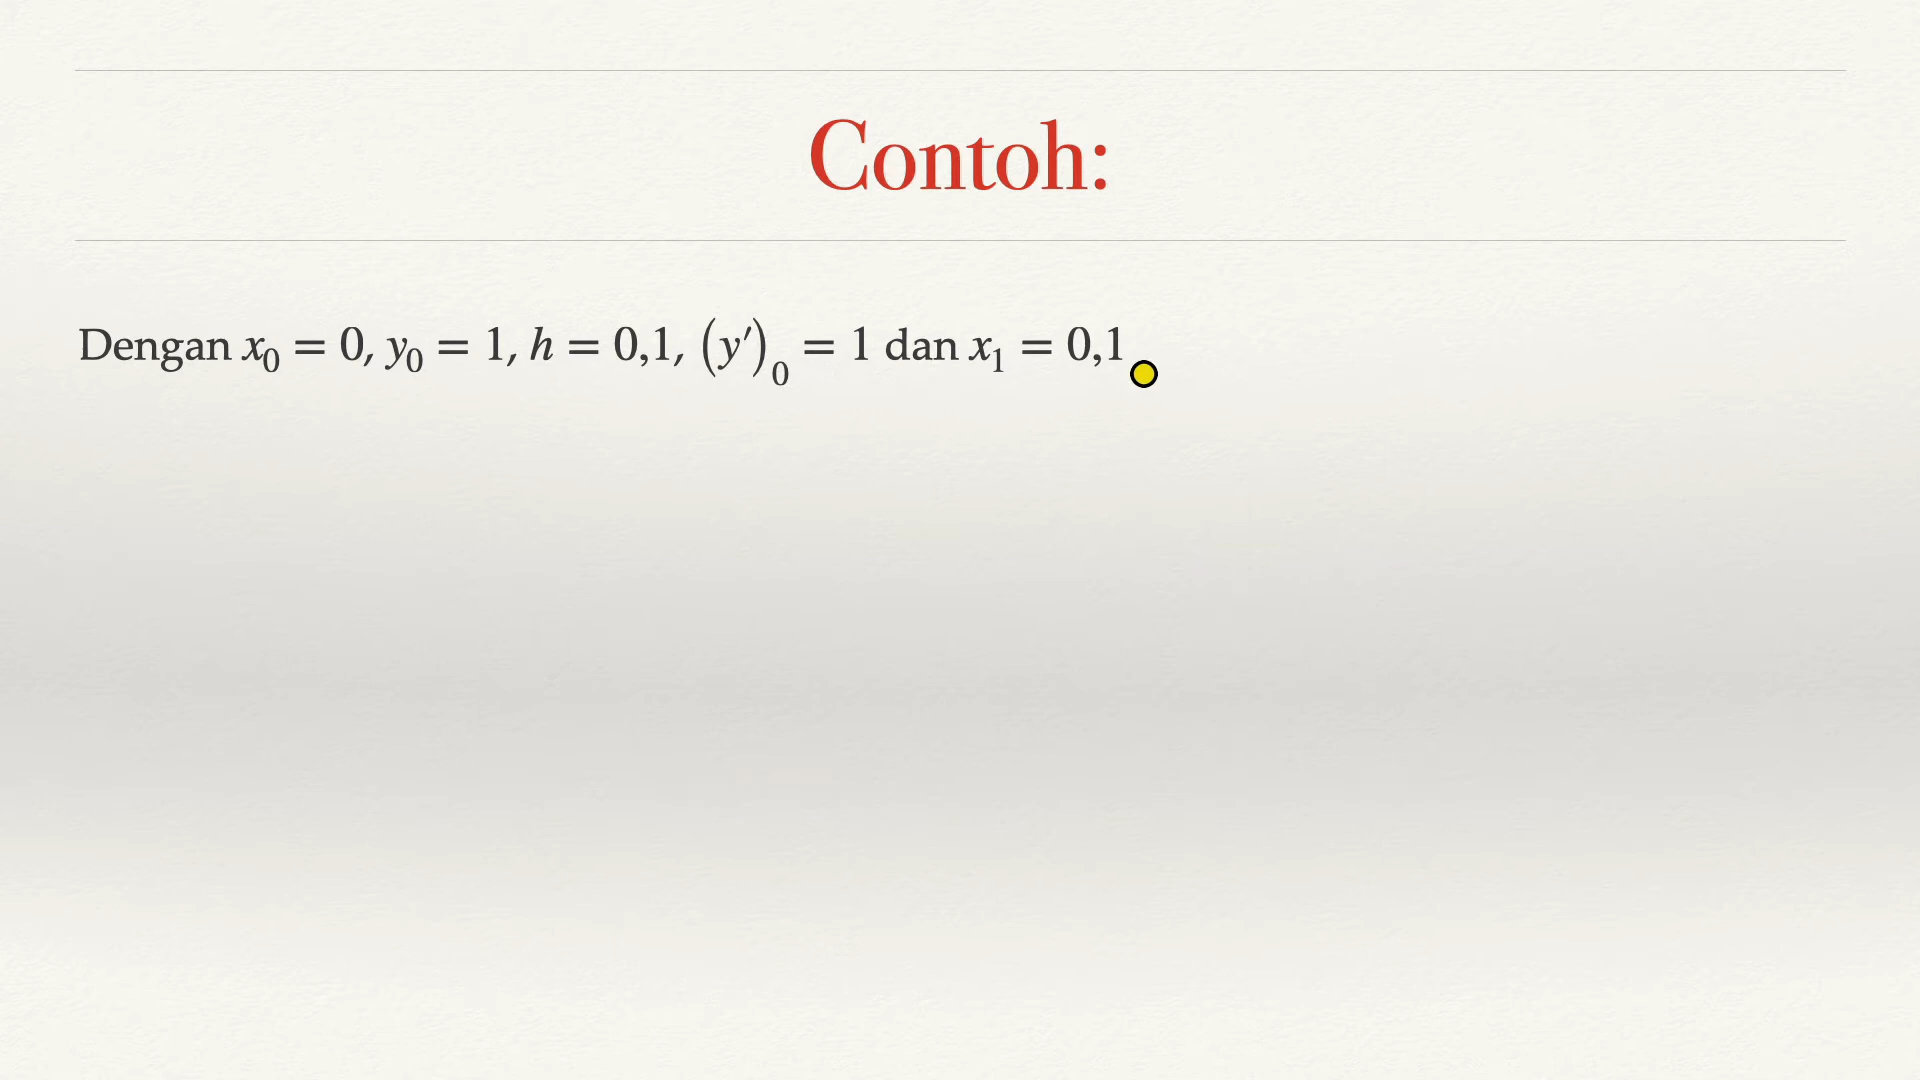 Contoh:
Dengan x₀ = 0, y₀ = 1, h = 0,1, (y′)₀ = 1 dan x₁ = 0,1